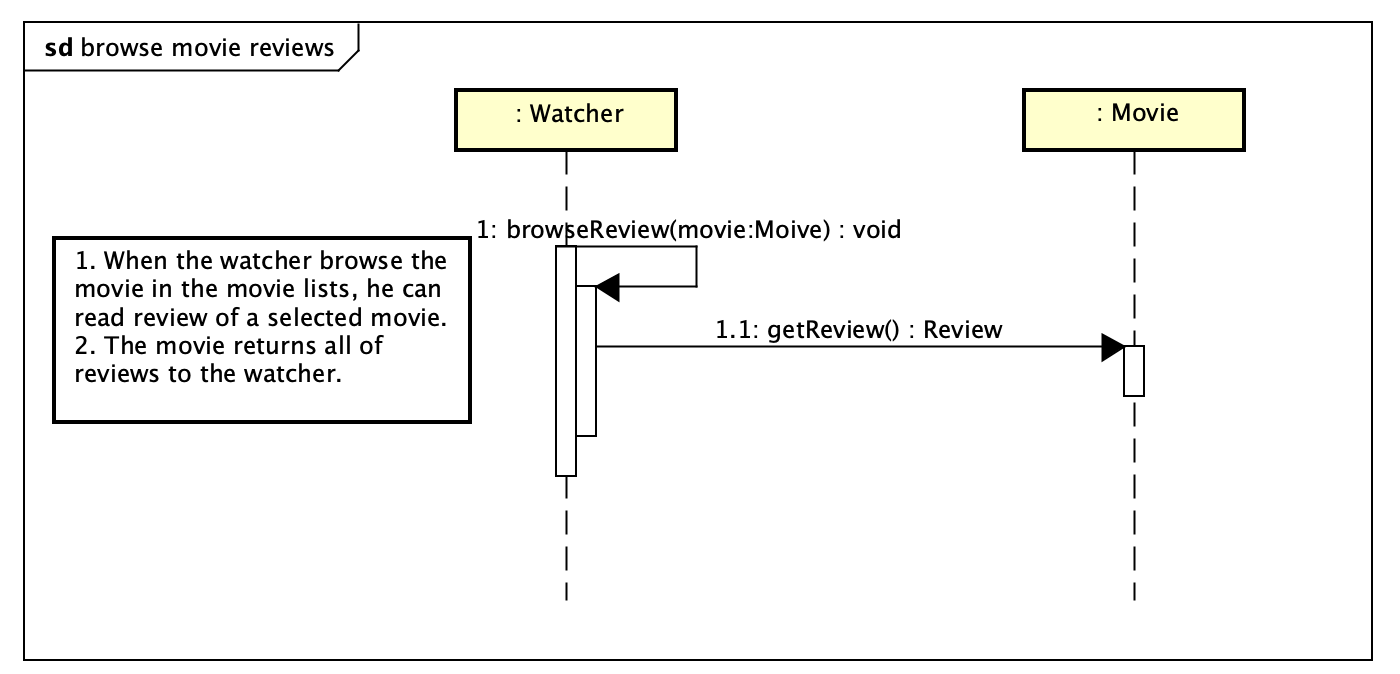 sd browse movie reviews
: Watcher
: Movie
1: browseReview(movie:Moive) : void
1. When the watcher browse the
movie in the movie lists, he can
read review of a selected movie.
2. The movie returns all of
reviews to the watcher.
1.1: getReview() : Review